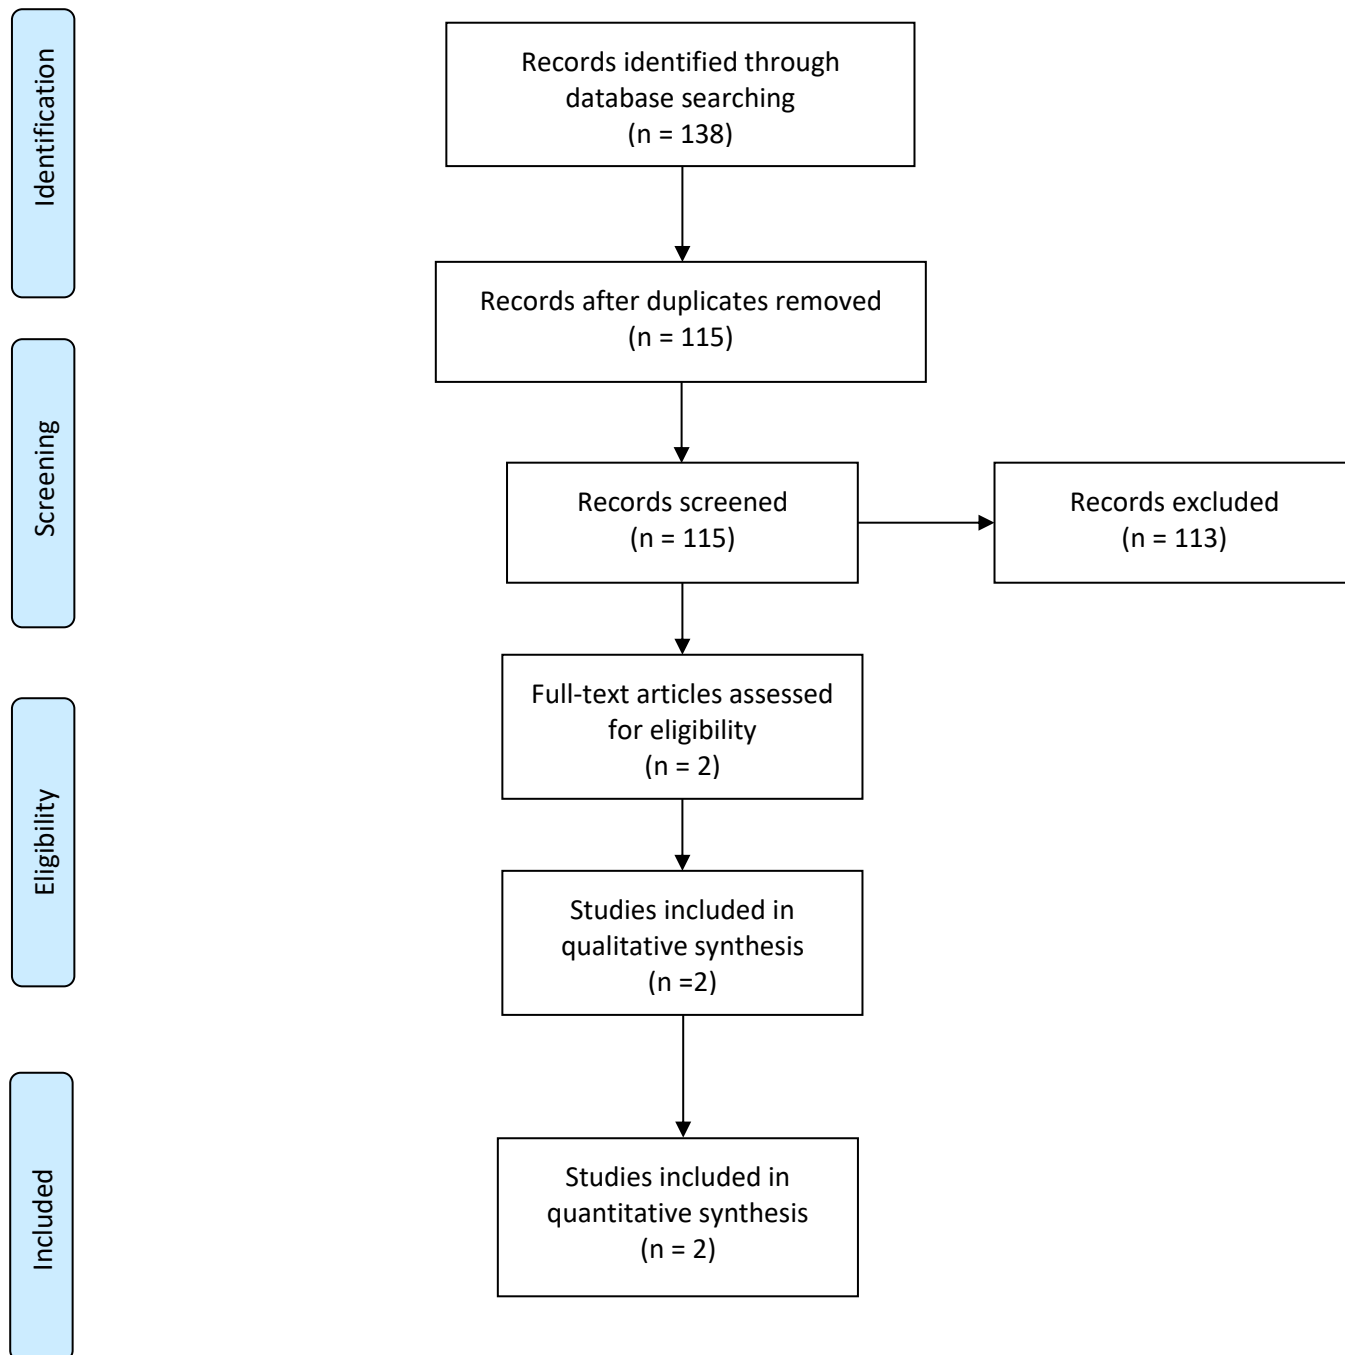 Identification
Records identified through
database searching
(n = 138)
Records after duplicates removed
(n = 115)
Screening
Records screened
(n = 115)
Records excluded
(n = 113)
Eligibility
Full-text articles assessed
for eligibility
(n = 2)
Studies included in
qualitative synthesis
(n =2)
Included
Studies included in
quantitative synthesis
(n = 2)